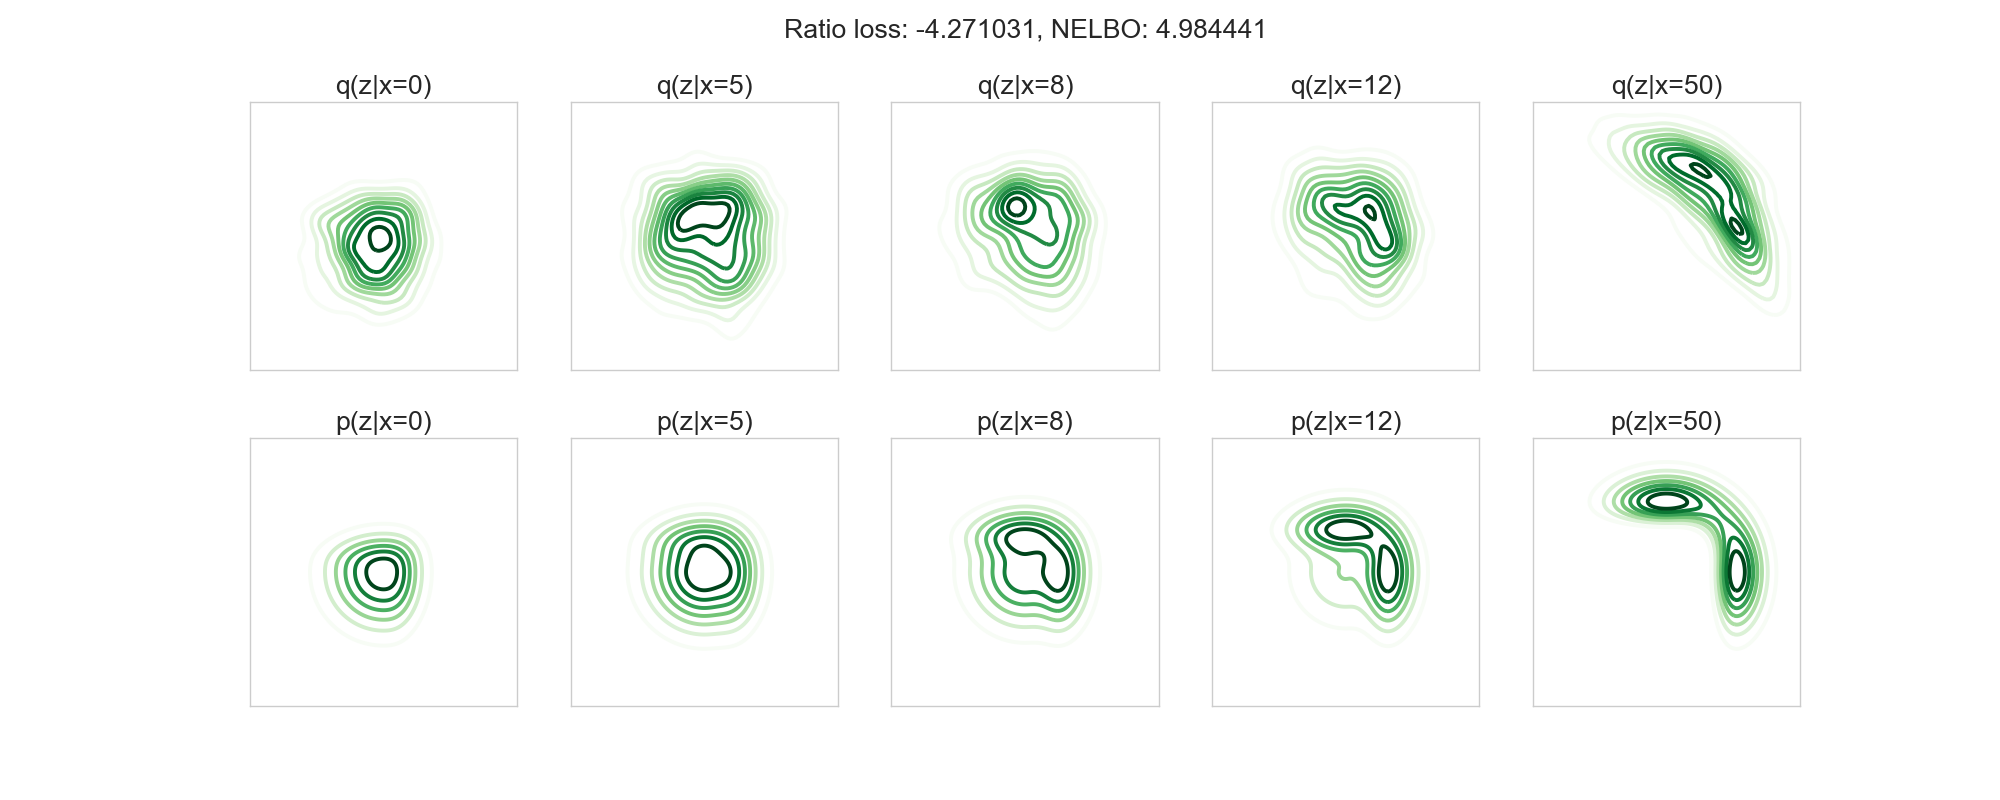 Ratio loss: -4.271031, NELBO: 4.984441
q(z|x=0)
q(z|x=5)
q(z|x=8)
q(z|x=12)
q(z|x=50)
p(z|x=0)
p(z|x=5)
p(z|x=8)
p(z|x=12)
p(z|x=50)